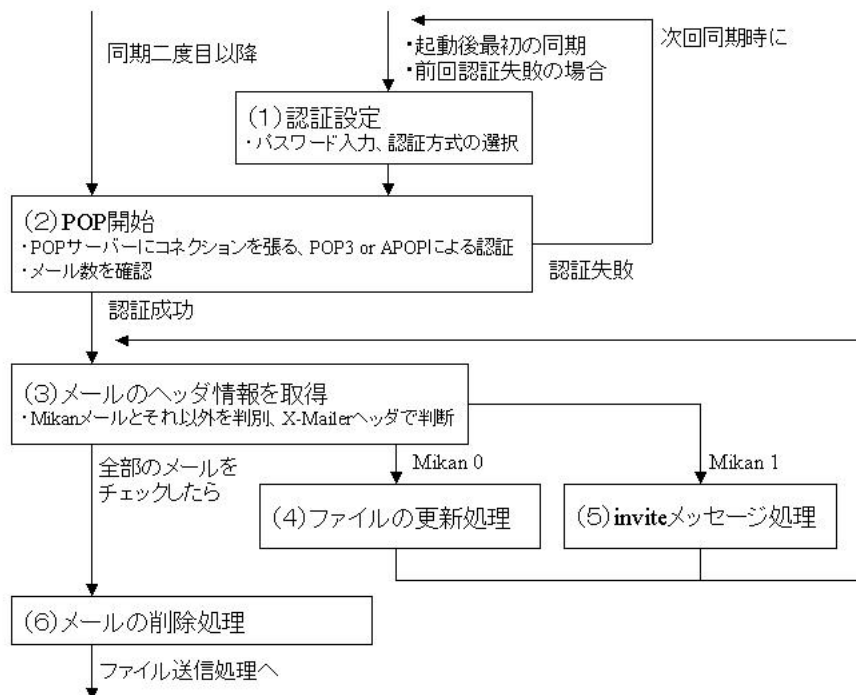 同期二度目以降
・起動後最初の同期
・前回認証失敗の場合
次回同期時に
(1)認証設定
・パスワード入力、認証方式の選択
(2)POP開始
・POPサーバーにコネクションを張る、POP3 or APOPによる認証
・メール数を確認
認証失敗
認証成功
(3)メールのヘッダ情報を取得
・Mikanメールとそれ以外を判別、X-Mailerヘッダで判断
全部のメールを
チェックしたら
Mikan 0
Mikan 1
(4)ファイルの更新処理
(5)inviteメッセージ処理
(6)メールの削除処理
ファイル送信処理へ